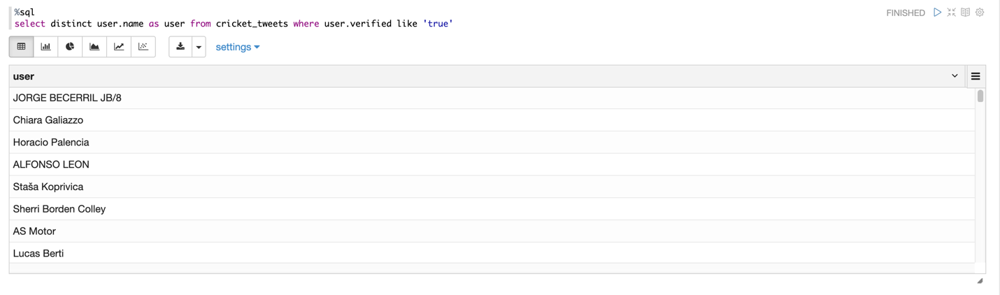 %sql
FINISHED
select distinct user.name as user from cricket_tweets where user.verified like 'true'
settings
user
JORGE BECERRIL JB/8
Chiara Galiazzo
Horacio Palencia
ALFONSO LEON
Staša Koprivica
Sherri Borden Colley
AS Motor
Lucas Berti